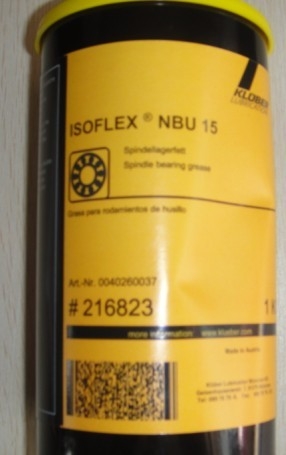 KLÜBER
LUBRICATION
ISOFLEX ® NBU 15
Spindellagerfett
Spindle bearing grease
Grasa para rodamientos de husillo
Art.-Nr. 0040260037
# 216823
1 K
more information www.klueber.com
Made in Austria